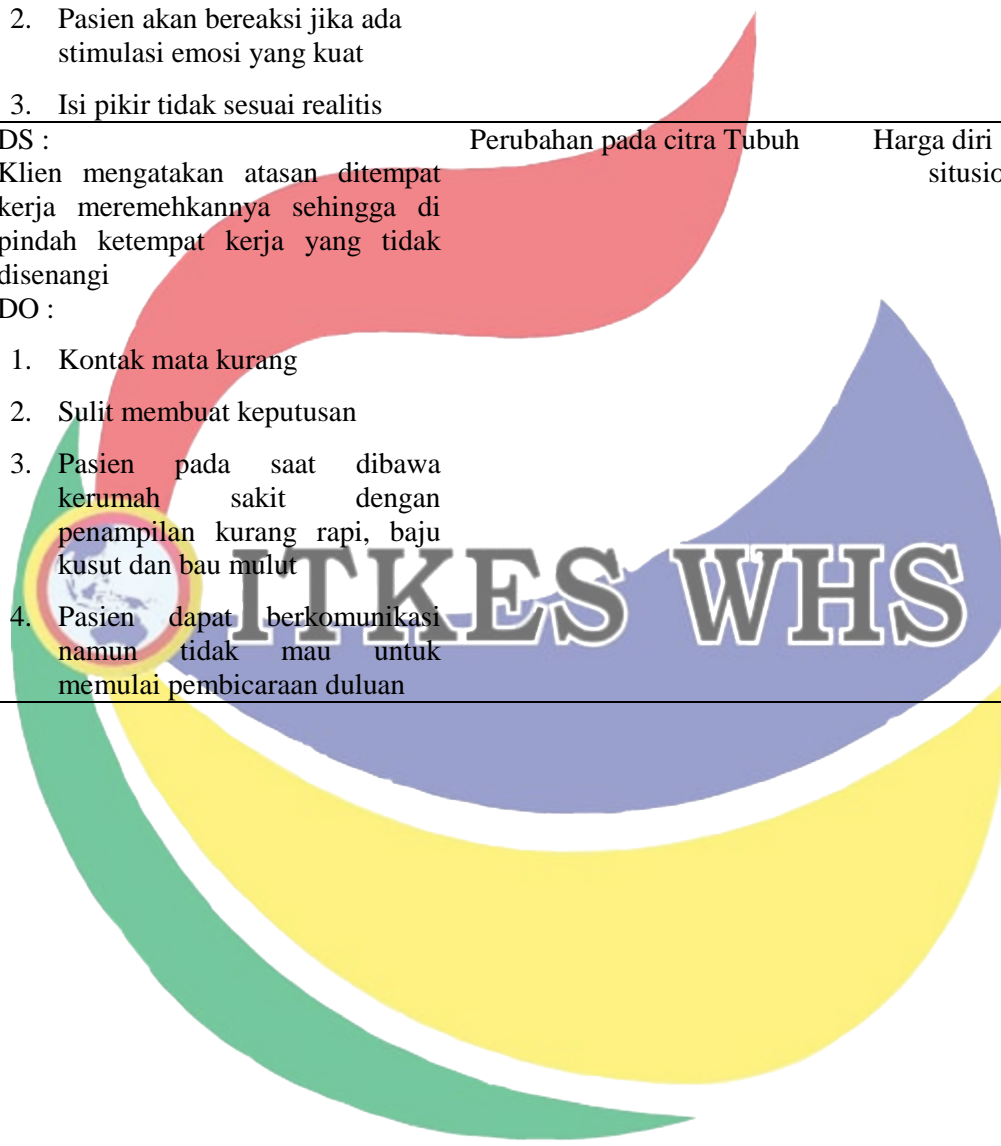 2. Pasien akan bereaksi jika ada
stimulasi emosi yang kuat
3. Isi pikir tidak sesuai realitis
DS : Perubahan pada citra Tubuh Harga diri
Klien mengatakan atasan ditempat
kerja meremehkannya sehingga di
pindah ketempat kerja yang tidak
disenangi
DO :
1. Kontak mata kurang
2. Sulit membuat keputusan
3. Pasien pada saat dibawa
kerumah sakit dengan
penampilan kurang rapi, baju
kusut dan bau mulut
4. Pasien dapat berkomunikasi
namun tidak mau untuk
memulai pembicaraan duluan
ITKES WHS